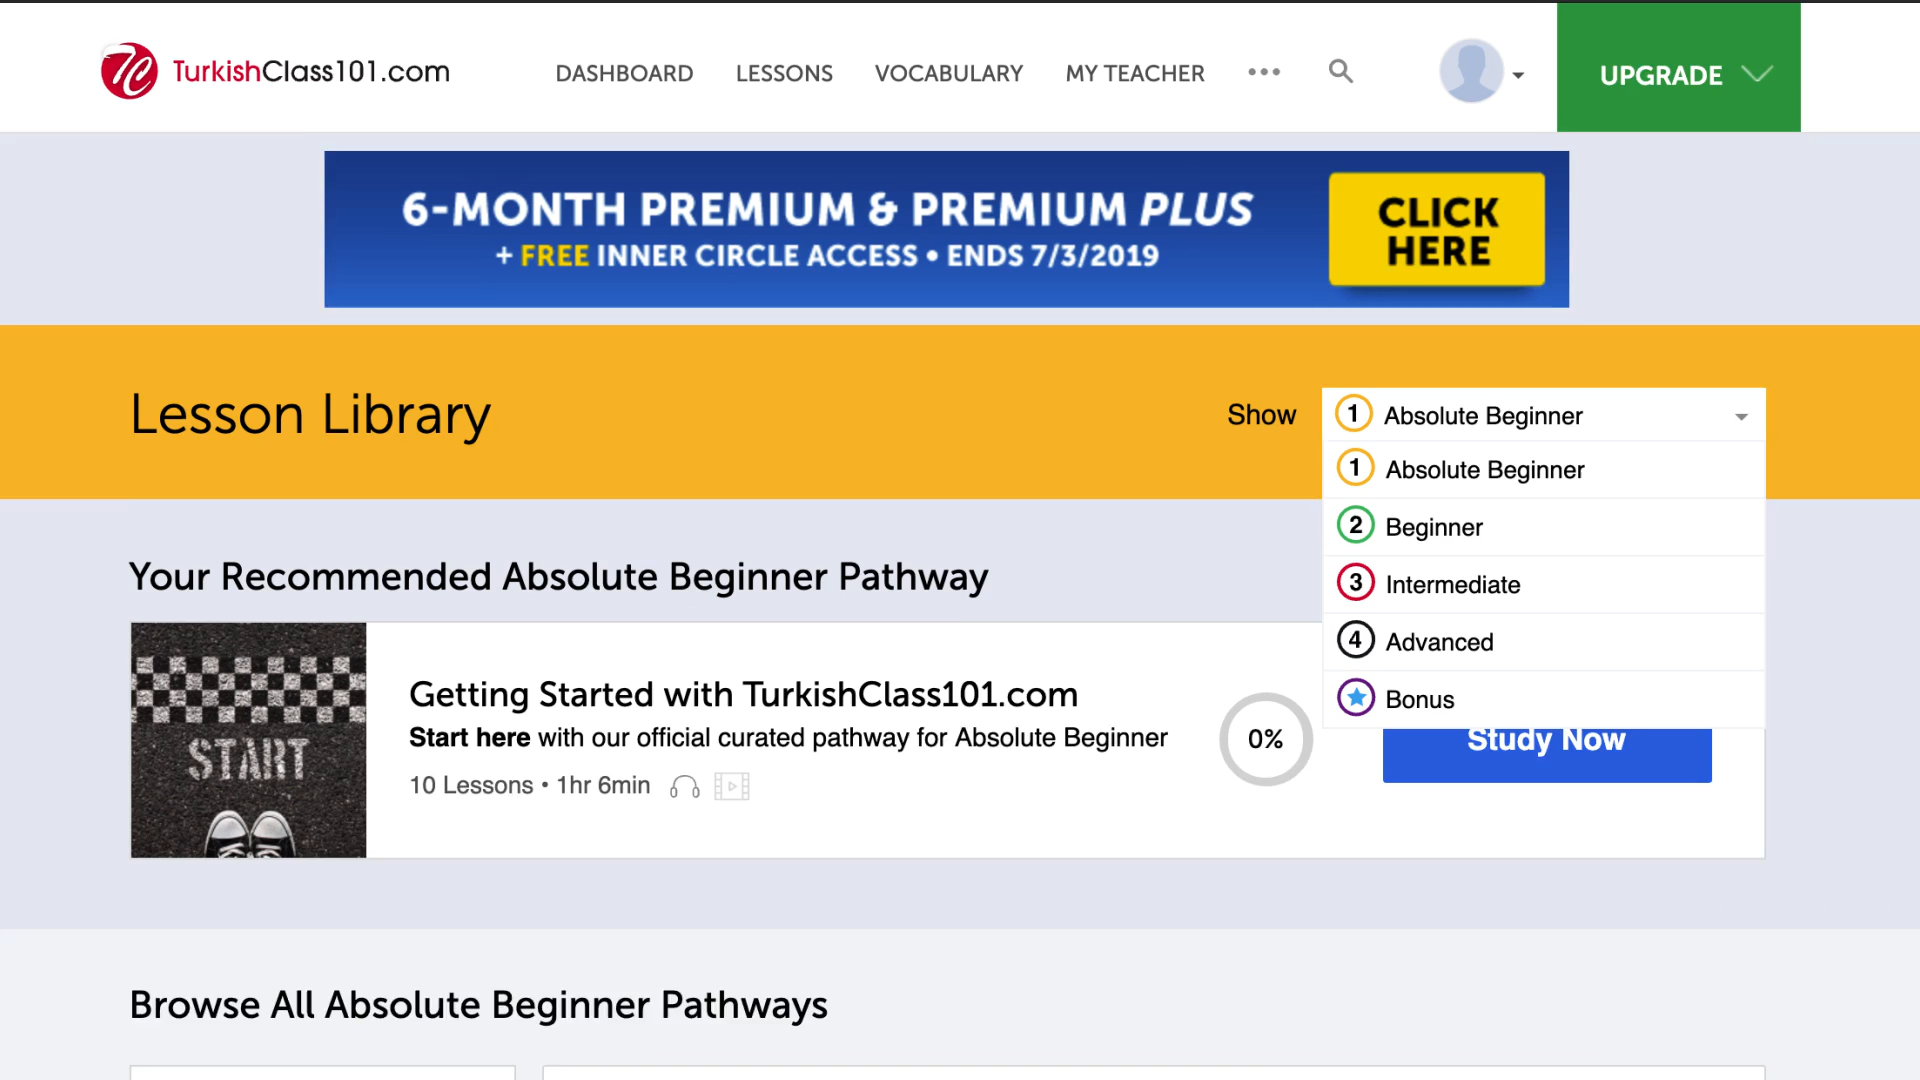 TurkishClass101.com
DASHBOARD
LESSONS
VOCABULARY
MY TEACHER
UPGRADE
6-MONTH PREMIUM & PREMIUM PLUS
+ FREE INNER CIRCLE ACCESS • ENDS 7/3/2019
CLICK
HERE
Lesson Library
Show
1 Absolute Beginner
1 Absolute Beginner
2 Beginner
3 Intermediate
4 Advanced
Bonus
Your Recommended Absolute Beginner Pathway
START
Getting Started with TurkishClass101.com
Start here with our official curated pathway for Absolute Beginner
10 Lessons • 1hr 6min
0%
Study Now
Browse All Absolute Beginner Pathways